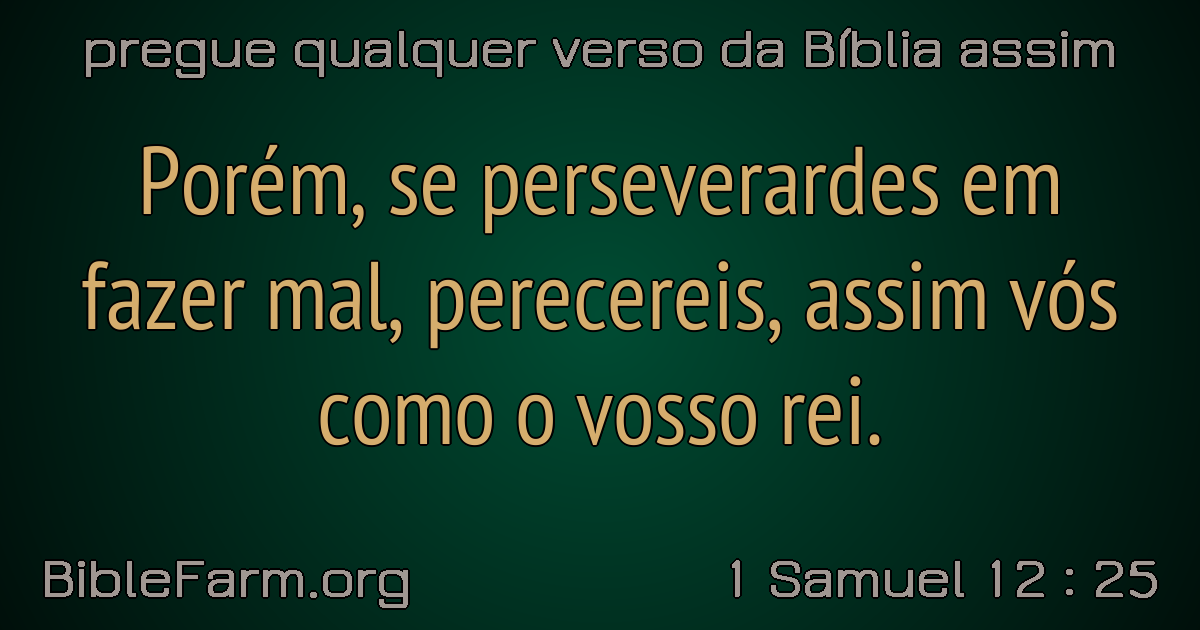 pregue qualquer verso da Bíblia assim
Porém, se perseverardes em
fazer mal, perecereis, assim vós
como o vosso rei.
BibleFarm.org
1 Samuel 12 : 25